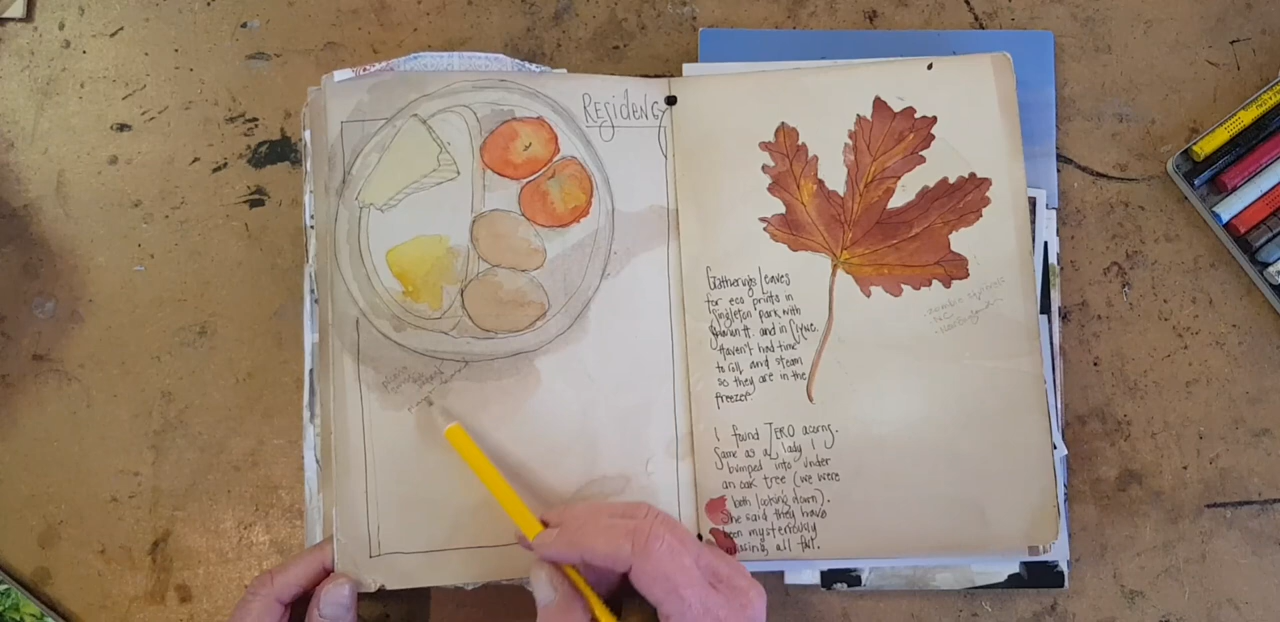 Residency
Gathering Leaves
for eco prints in
Singleton park with
and in Clyne.
Haven't had time
to roll and steam
so they are in the
freezer.
I found ZERO acorns.
Same as a lady I
bumped into under
an oak tree (we were
both looking down).
She said they have
been mysteriously
missing all fall.